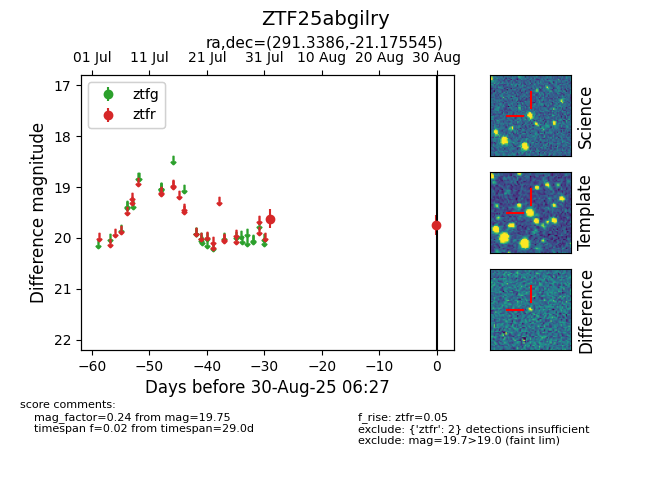 ZTF25abgilry
ra,dec=(291.3386,-21.175545)
01 Jul 11 Jul 21 Jul 31 Jul 10 Aug 20 Aug 30 Aug
17
18
19
20
21
22
Difference magnitude
ztfg
ztfr
−60 −50 −40 −30 −20 −10 0
Days before 30-Aug-25 06:27
Science
Template
Difference
score comments:
mag_factor=0.24 from mag=19.75
timespan f=0.02 from timespan=29.0d
f_rise: ztfr=0.05
exclude: {'ztfr': 2} detections insufficient
exclude: mag=19.7>19.0 (faint lim)